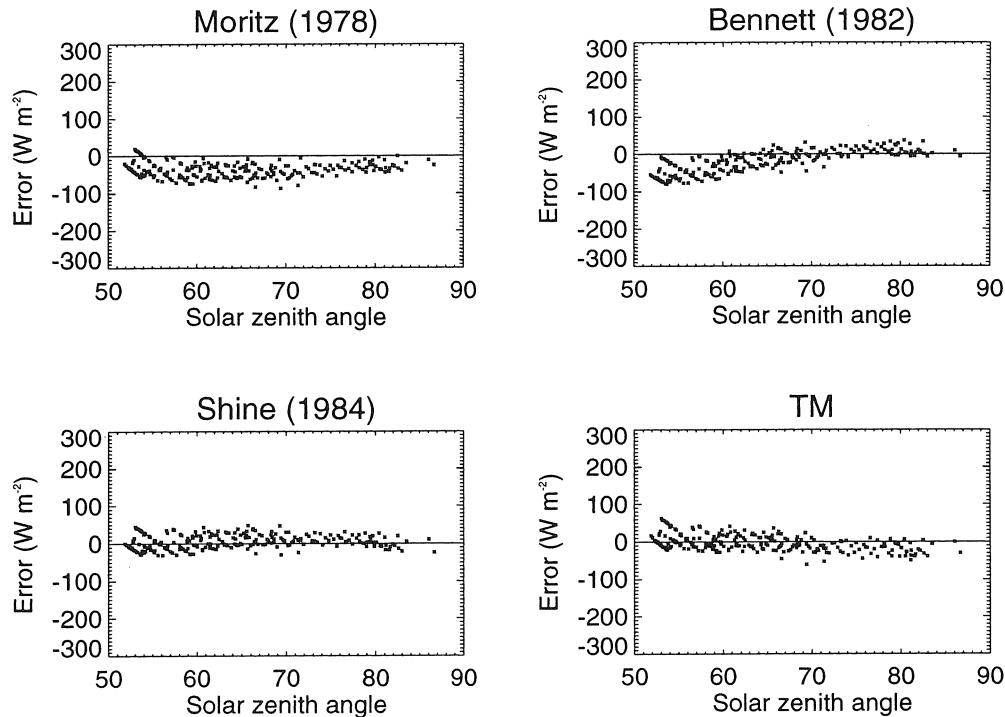 Moritz (1978)
300
200
100
0
-100
-200
-300
Error (W m-2)
50 60 70 80 90
Solar zenith angle
Bennett (1982)
300
200
100
0
-100
-200
-300
Error (W m-2)
50 60 70 80 90
Solar zenith angle
Shine (1984)
300
200
100
0
-100
-200
-300
Error (W m-2)
50 60 70 80 90
Solar zenith angle
TM
300
200
100
0
-100
-200
-300
Error (W m-2)
50 60 70 80 90
Solar zenith angle